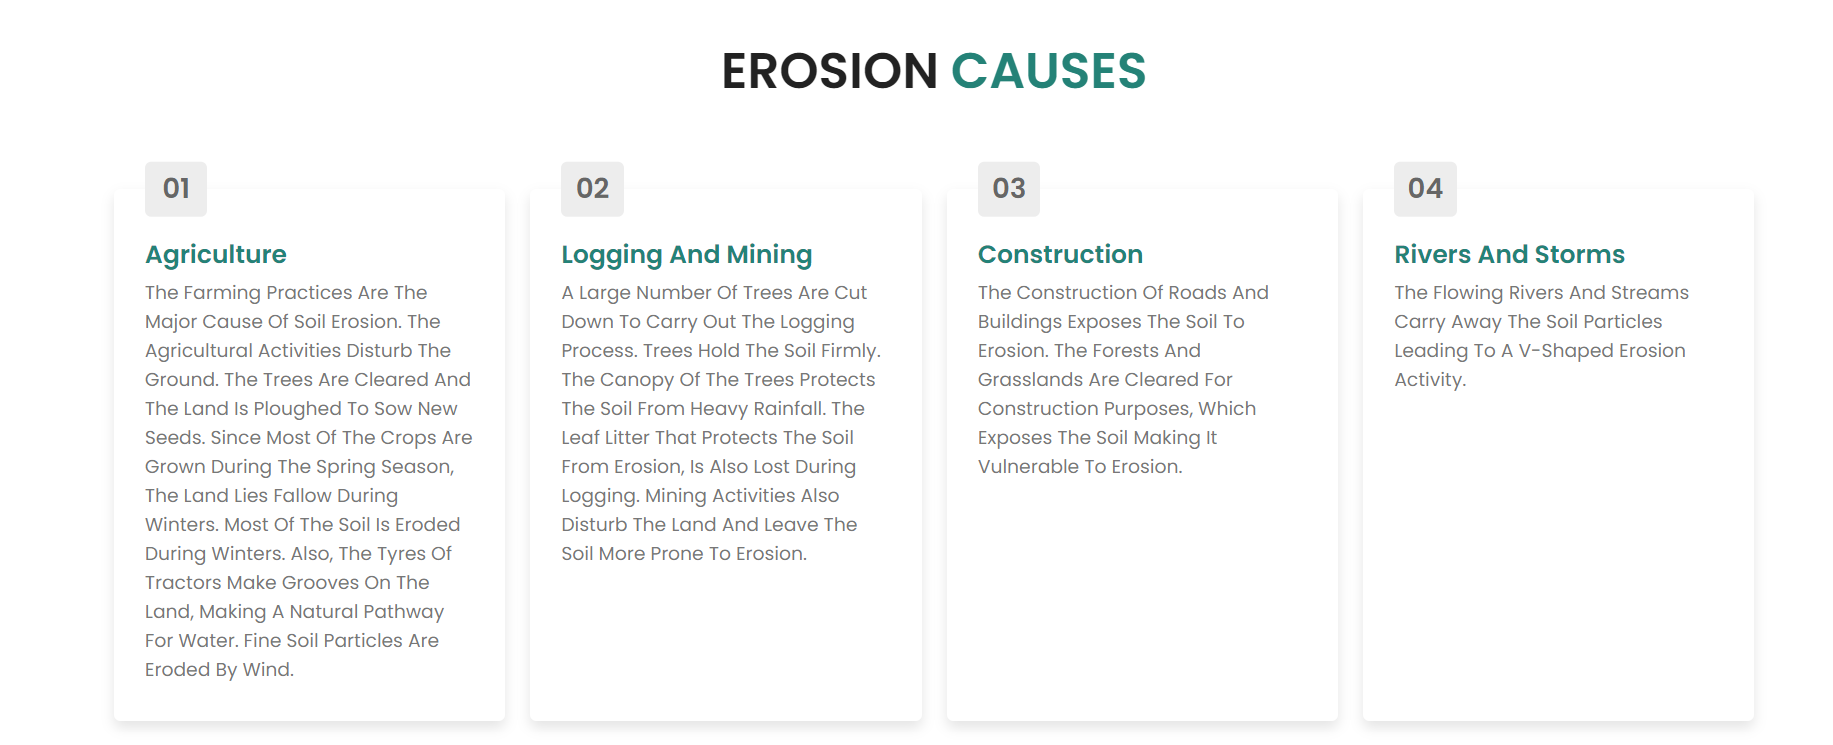 EROSION CAUSES
01
Agriculture
The Farming Practices Are The
Major Cause Of Soil Erosion. The
Agricultural Activities Disturb The
Ground. The Trees Are Cleared And
The Land Is Ploughed To Sow New
Seeds. Since Most Of The Crops Are
Grown During The Spring Season,
The Land Lies Fallow During
Winters. Most Of The Soil Is Eroded
During Winters. Also, The Tyres Of
Tractors Make Grooves On The
Land, Making A Natural Pathway
For Water. Fine Soil Particles Are
Eroded By Wind.
02
Logging And Mining
A Large Number Of Trees Are Cut
Down To Carry Out The Logging
Process. Trees Hold The Soil Firmly.
The Canopy Of The Trees Protects
The Soil From Heavy Rainfall. The
Leaf Litter That Protects The Soil
From Erosion, Is Also Lost During
Logging. Mining Activities Also
Disturb The Land And Leave The
Soil More Prone To Erosion.
03
Construction
The Construction Of Roads And
Buildings Exposes The Soil To
Erosion. The Forests And
Grasslands Are Cleared For
Construction Purposes, Which
Exposes The Soil Making It
Vulnerable To Erosion.
04
Rivers And Storms
The Flowing Rivers And Streams
Carry Away The Soil Particles
Leading To A V-Shaped Erosion
Activity.